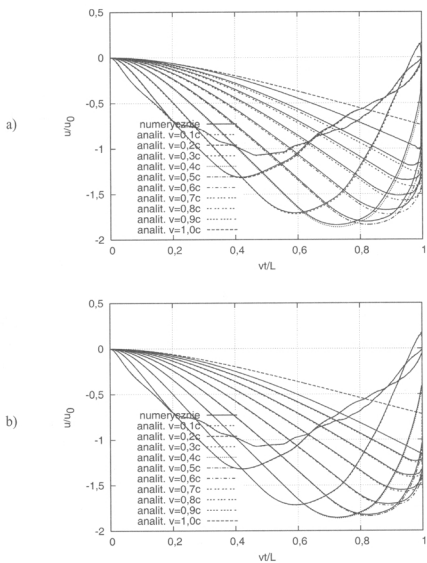 a)
0,5
0
-0,5
-1
-1,5
-2
u/u0
numerycznie
analit. v=0,1c
analit. v=0,2c
analit. v=0,3c
analit. v=0,4c
analit. v=0,5c
analit. v=0,6c
analit. v=0,7c
analit. v=0,8c
analit. v=0,9c
analit. v=1,0c
0 0,2 0,4 0,6 0,8 1
vt/L
b)
0,5
0
-0,5
-1
-1,5
-2
u/u0
numerycznie
analit. v=0,1c
analit. v=0,2c
analit. v=0,3c
analit. v=0,4c
analit. v=0,5c
analit. v=0,6c
analit. v=0,7c
analit. v=0,8c
analit. v=0,9c
analit. v=1,0c
0 0,2 0,4 0,6 0,8 1
vt/L